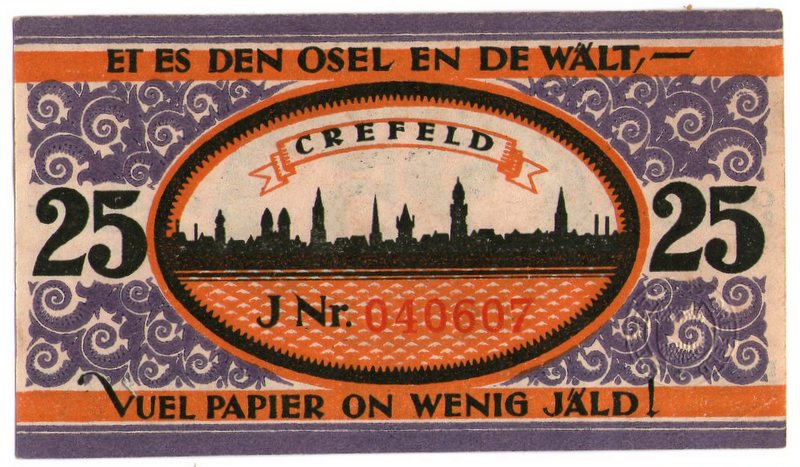 ET ES DEN OSEL EN DE WÄLT,—
CREFELD
25 25
J Nr. 040607
VUEL PAPIER ON WENIG JÄLD!